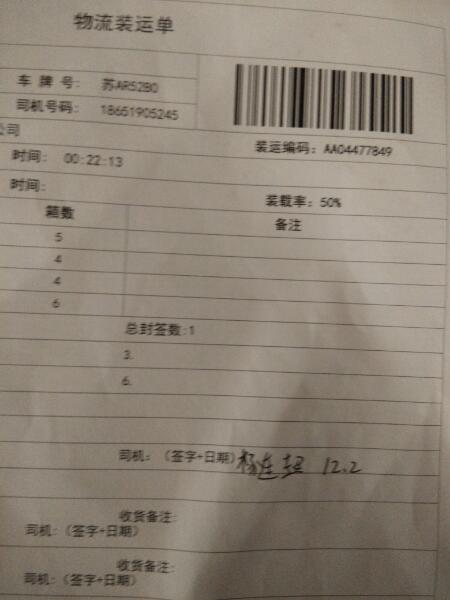 物流装运单
车牌号: 苏AR52B0
司机号码: 18651905245
公司
装运编码: AA04477849
时间: 00:22:13
时间:
装载率: 50%
箱数 备注
5
4
4
6
总封签数:1
3.
6.
司机: (签字+日期) 12.2
收货备注:
司机: (签字+日期)
收货备注:
司机: (签字+日期)